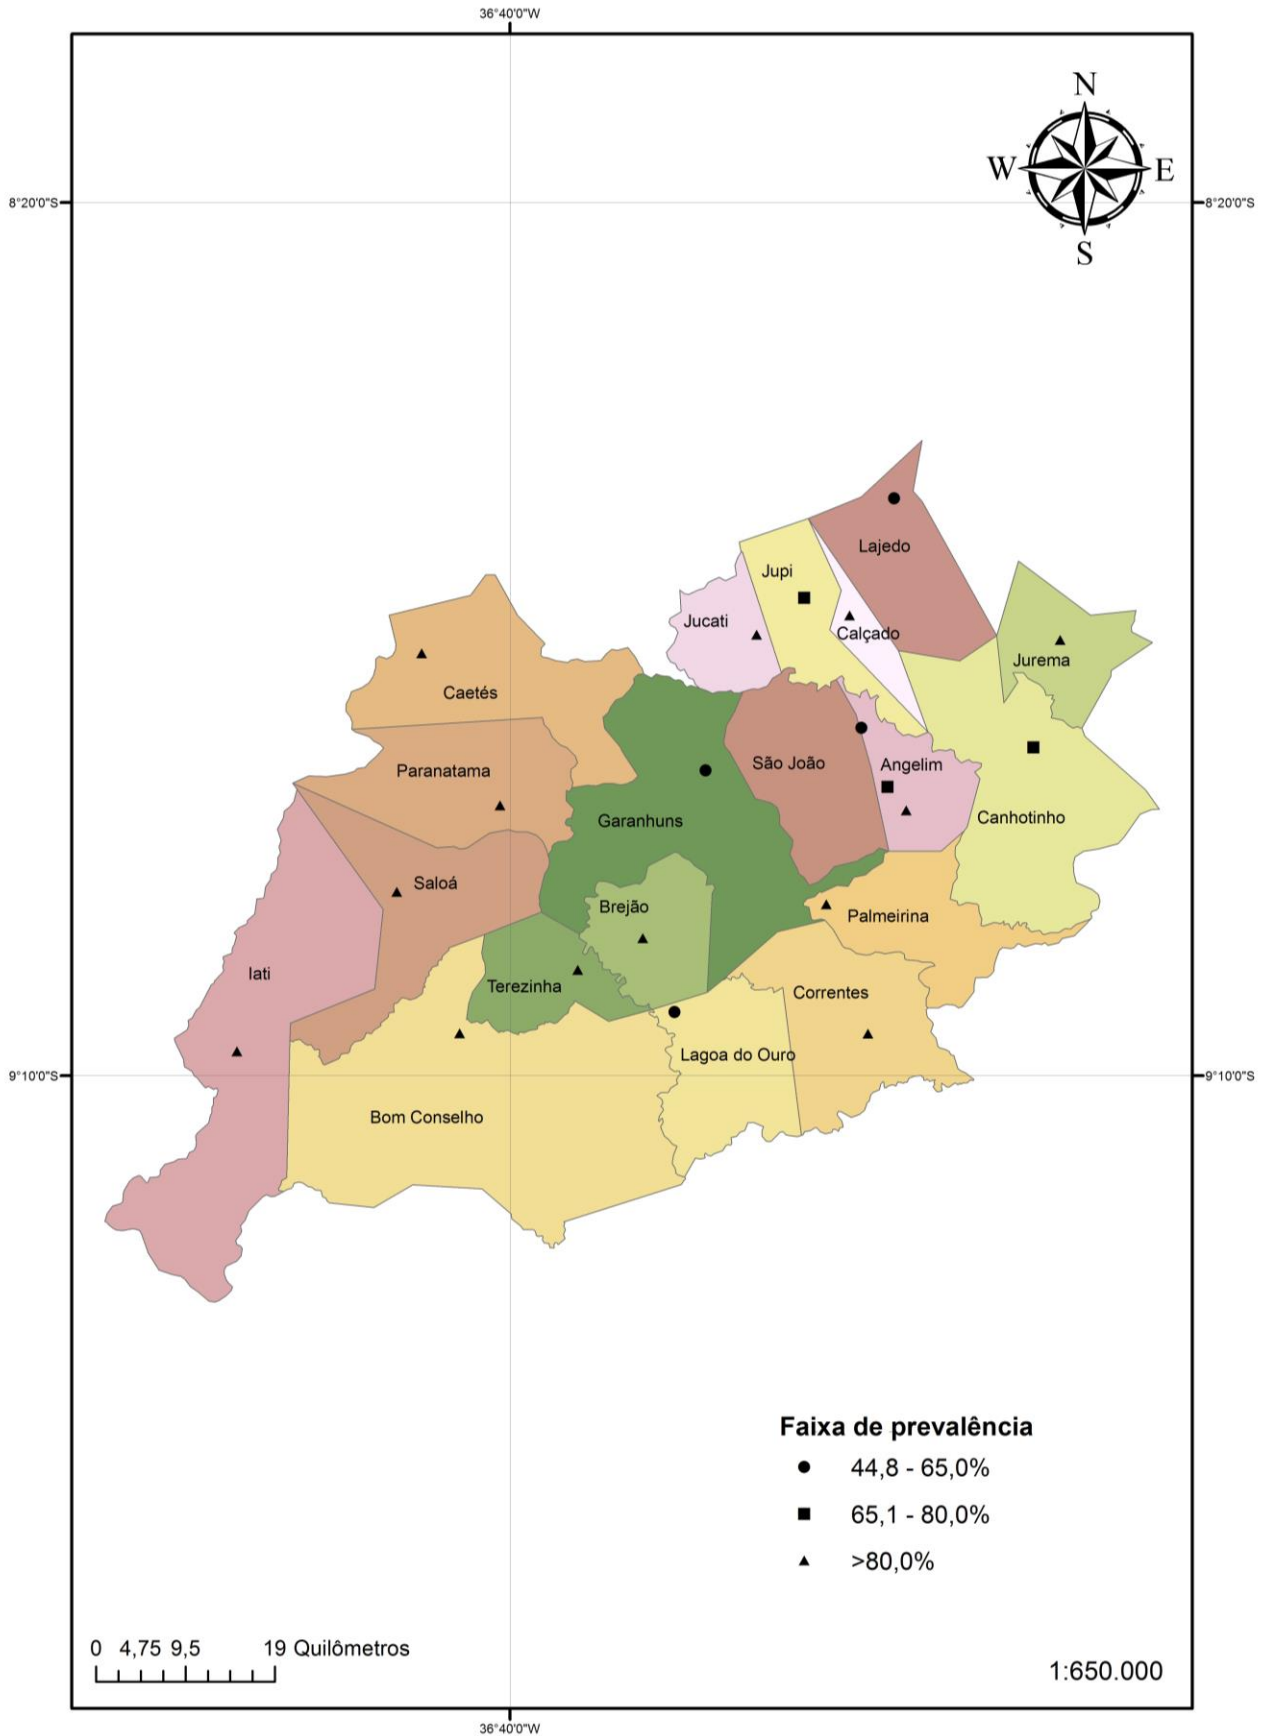 36°40'0"W
N
W
E
S
8°20'0"S
8°20'0"S
Lajedo
Jupi
Jucati
Calçado
Jurema
Caetés
Paranatama
São João
Angelim
Garanhuns
Canhotinho
Saloá
Brejão
Palmeirina
Iati
Terezinha
Correntes
Lagoa do Ouro
9°10'0"S
9°10'0"S
Bom Conselho
Faixa de prevalência
44,8 - 65,0%
65,1 - 80,0%
>80,0%
0 4,75 9,5 19 Quilômetros
1:650.000
36°40'0"W